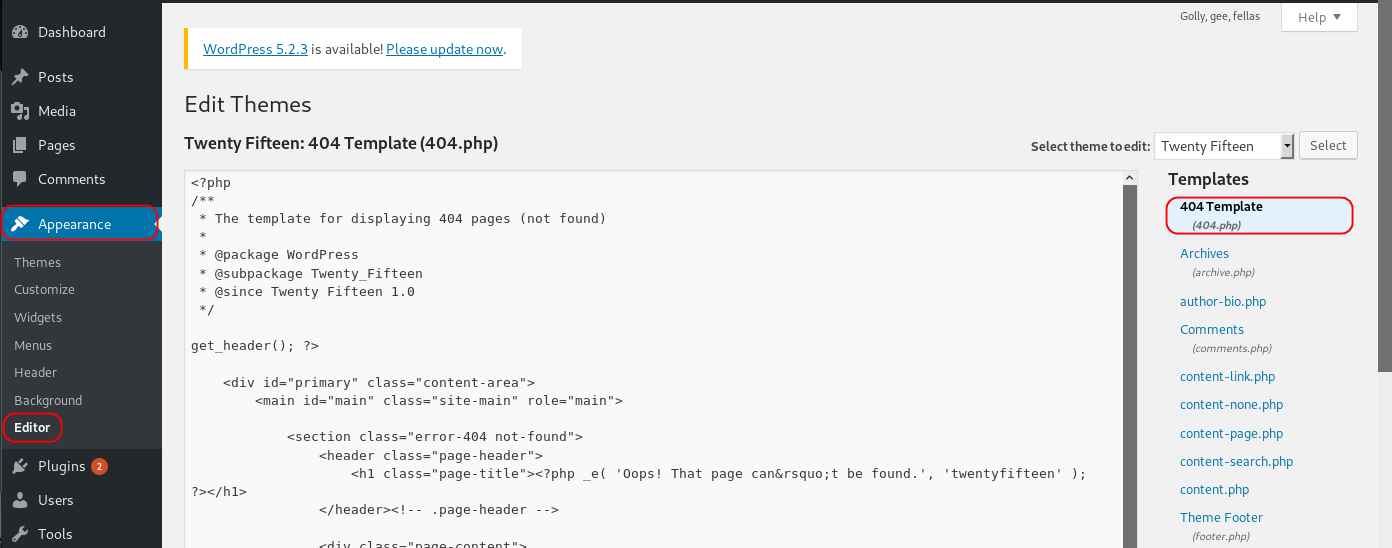 Golly, gee, fellas
Help
Dashboard
Posts
Media
Pages
Comments
Appearance
Themes
Customize
Widgets
Menus
Header
Background
Editor
Plugins 2
Users
Tools
WordPress 5.2.3 is available! Please update now.
Edit Themes
Twenty Fifteen: 404 Template (404.php)
Select theme to edit: Twenty Fifteen Select
<?php
/**
 * The template for displaying 404 pages (not found)
 *
 * @package WordPress
 * @subpackage Twenty_Fifteen
 * @since Twenty Fifteen 1.0
 */
get_header(); ?>
<div id="primary" class="content-area">
<main id="main" class="site-main" role="main">
<section class="error-404 not-found">
<header class="page-header">
<h1 class="page-title"><?php _e( 'Oops! That page can&rsquo;t be found.', 'twentyfifteen' );
?></h1>
</header><!-- .page-header -->
<div class="page-content">
Templates
404 Template
(404.php)
Archives
(archive.php)
author-bio.php
Comments
(comments.php)
content-link.php
content-none.php
content-page.php
content-search.php
content.php
Theme Footer
(footer.php)